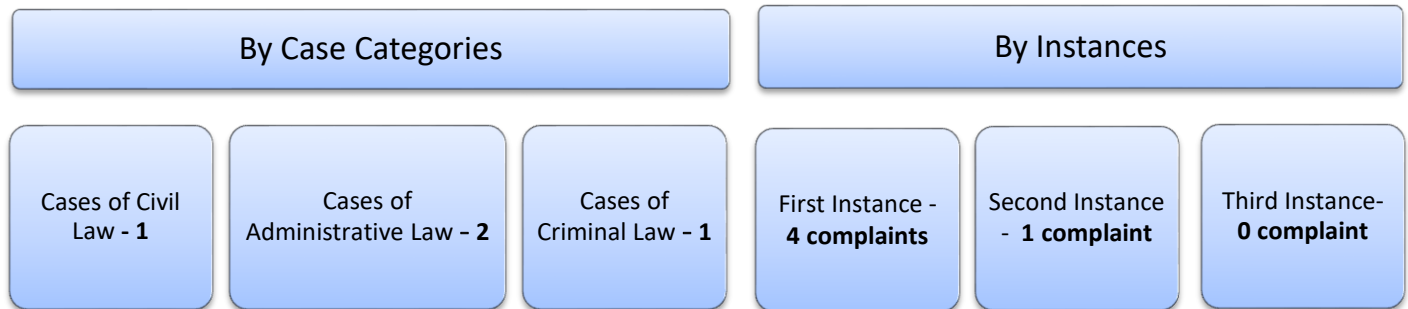 By Case Categories
By Instances
Cases of Civil
Law - 1
Cases of
Administrative Law – 2
Cases of
Criminal Law – 1
First Instance -
4 complaints
Second Instance
- 1 complaint
Third Instance-
0 complaint